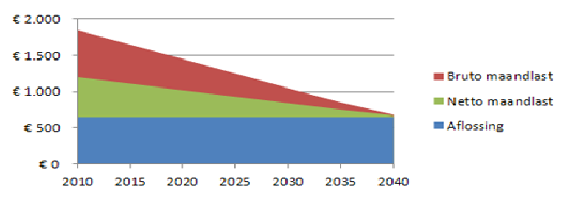 € 2.000
€ 1.500
€ 1.000
€ 500
€ 0
2010 2015 2020 2025 2030 2035 2040
Bruto maandlast
Netto maandlast
Aflossing